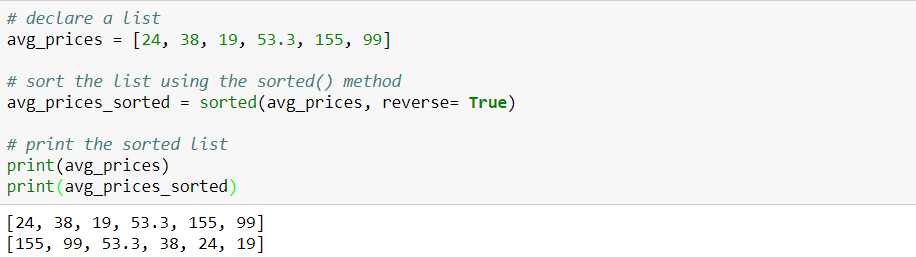 # declare a list
avg_prices = [24, 38, 19, 53.3, 155, 99]
# sort the list using the sorted() method
avg_prices_sorted = sorted(avg_prices, reverse= True)
# print the sorted list
print(avg_prices)
print(avg_prices_sorted)
[24, 38, 19, 53.3, 155, 99]
[155, 99, 53.3, 38, 24, 19]